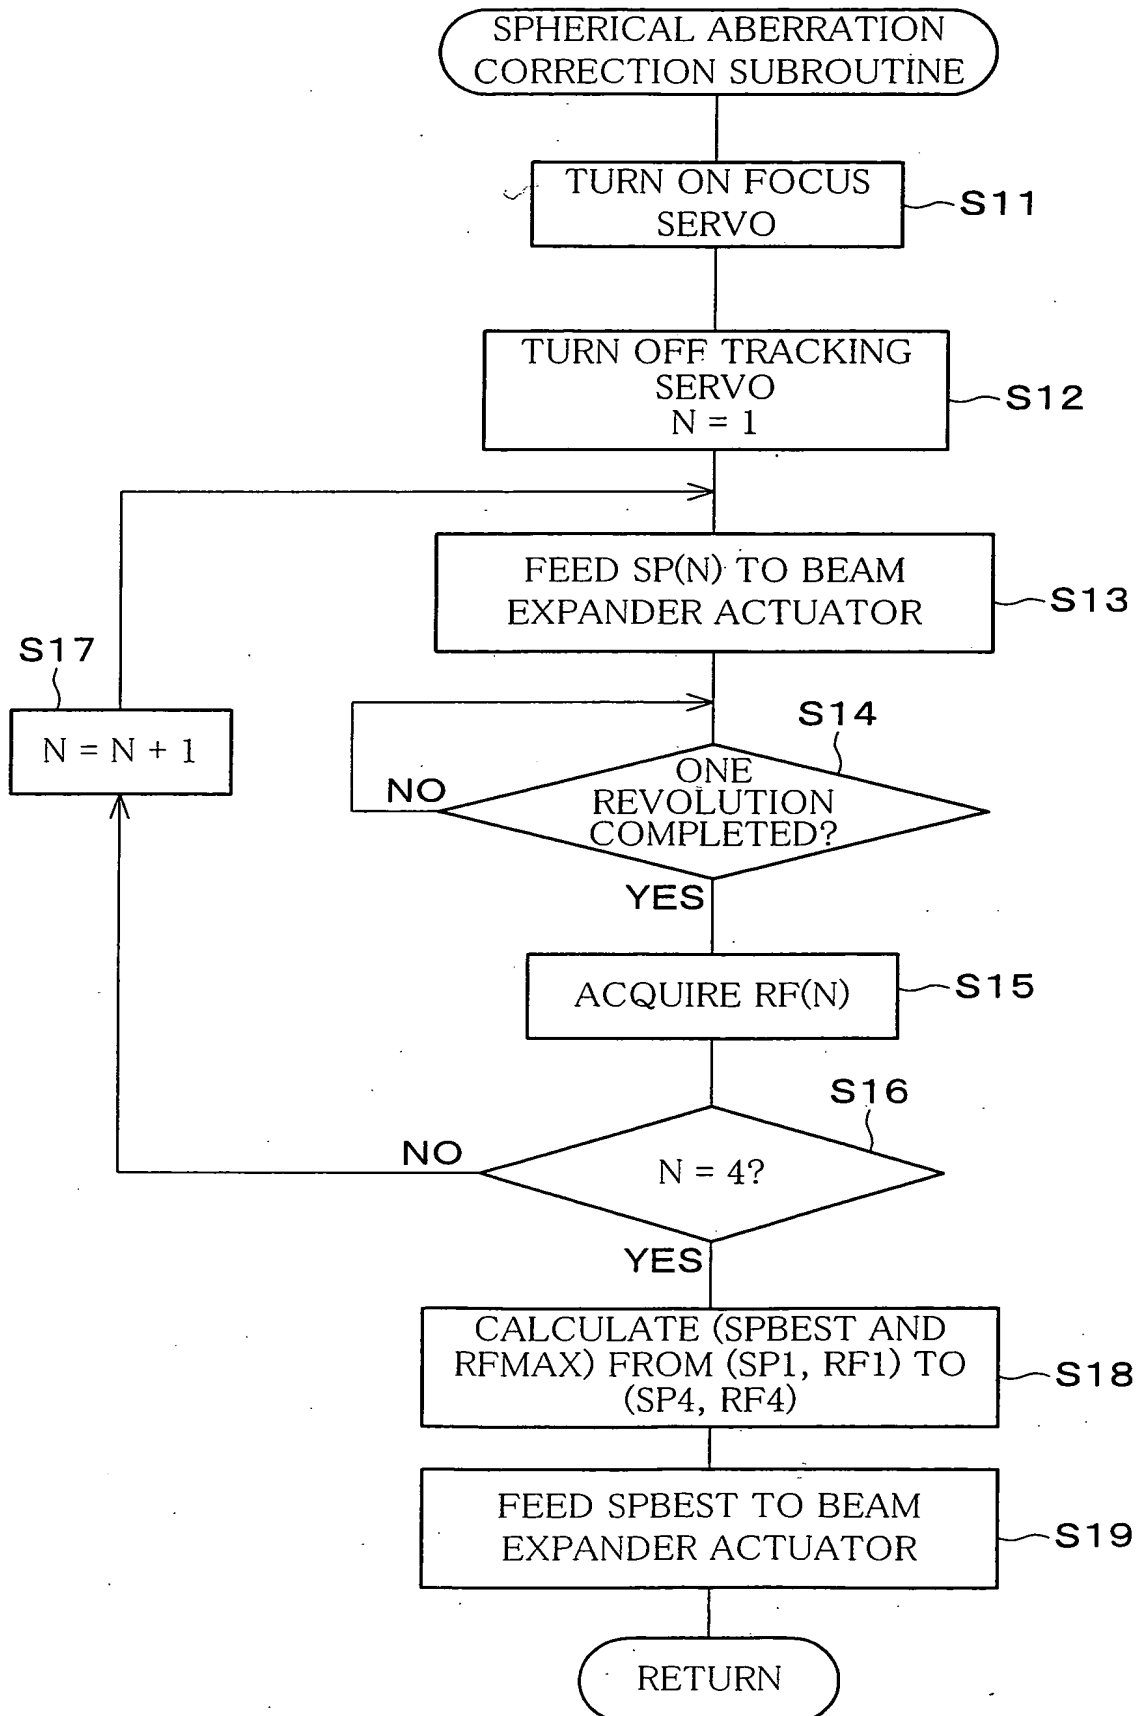 SPHERICAL ABERRATION
CORRECTION SUBROUTINE
TURN ON FOCUS
SERVO
S11
TURN OFF TRACKING
SERVO
N = 1
S12
FEED SP(N) TO BEAM
EXPANDER ACTUATOR
S13
S17
N = N + 1
S14
ONE
REVOLUTION
COMPLETED?
NO
YES
ACQUIRE RF(N)
S15
S16
N = 4?
NO
YES
CALCULATE (SPBEST AND
RFMAX) FROM (SP1, RF1) TO
(SP4, RF4)
S18
FEED SPBEST TO BEAM
EXPANDER ACTUATOR
S19
RETURN